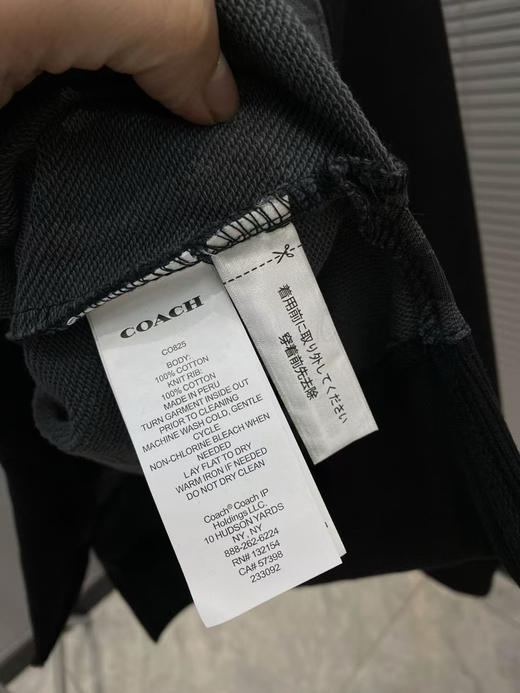 COACH
CO825
BODY:
100% COTTON
KNIT RIB:
100% COTTON
MADE IN PERU
TURN GARMENT INSIDE OUT
PRIOR TO CLEANING
MACHINE WASH COLD, GENTLE
CYCLE
NON-CHLORINE BLEACH WHEN
NEEDED
LAY FLAT TO DRY
WARM IRON IF NEEDED
DO NOT DRY CLEAN
Coach® Coach IP
Holdings LLC.
10 HUDSON YARDS
NY, NY
888-262-6224
RN# 132154
CA# 57398
233092
着用前に取り外してください
穿着前先去除